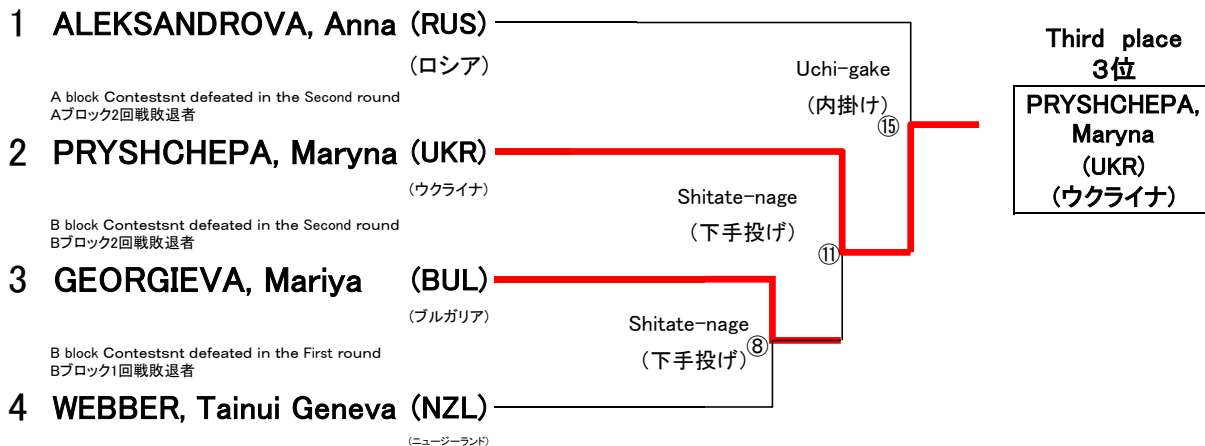 1 ALEKSANDROVA, Anna (RUS)
(ロシア)
A block Contestsnt defeated in the Second round
Aブロック2回戦敗退者
2 PRYSHCHEPA, Maryna (UKR)
(ウクライナ)
B block Contestsnt defeated in the Second round
Bブロック2回戦敗退者
3 GEORGIEVA, Mariya (BUL)
(ブルガリア)
B block Contestsnt defeated in the First round
Bブロック1回戦敗退者
4 WEBBER, Tainui Geneva (NZL)
(ニュージーランド)
Uchi-gake
(内掛け)
⑮
Shitate-nage
(下手投げ)
⑪
Shitate-nage
(下手投げ)
⑧
Third place
3位
PRYSHCHEPA,
Maryna
(UKR)
(ウクライナ)